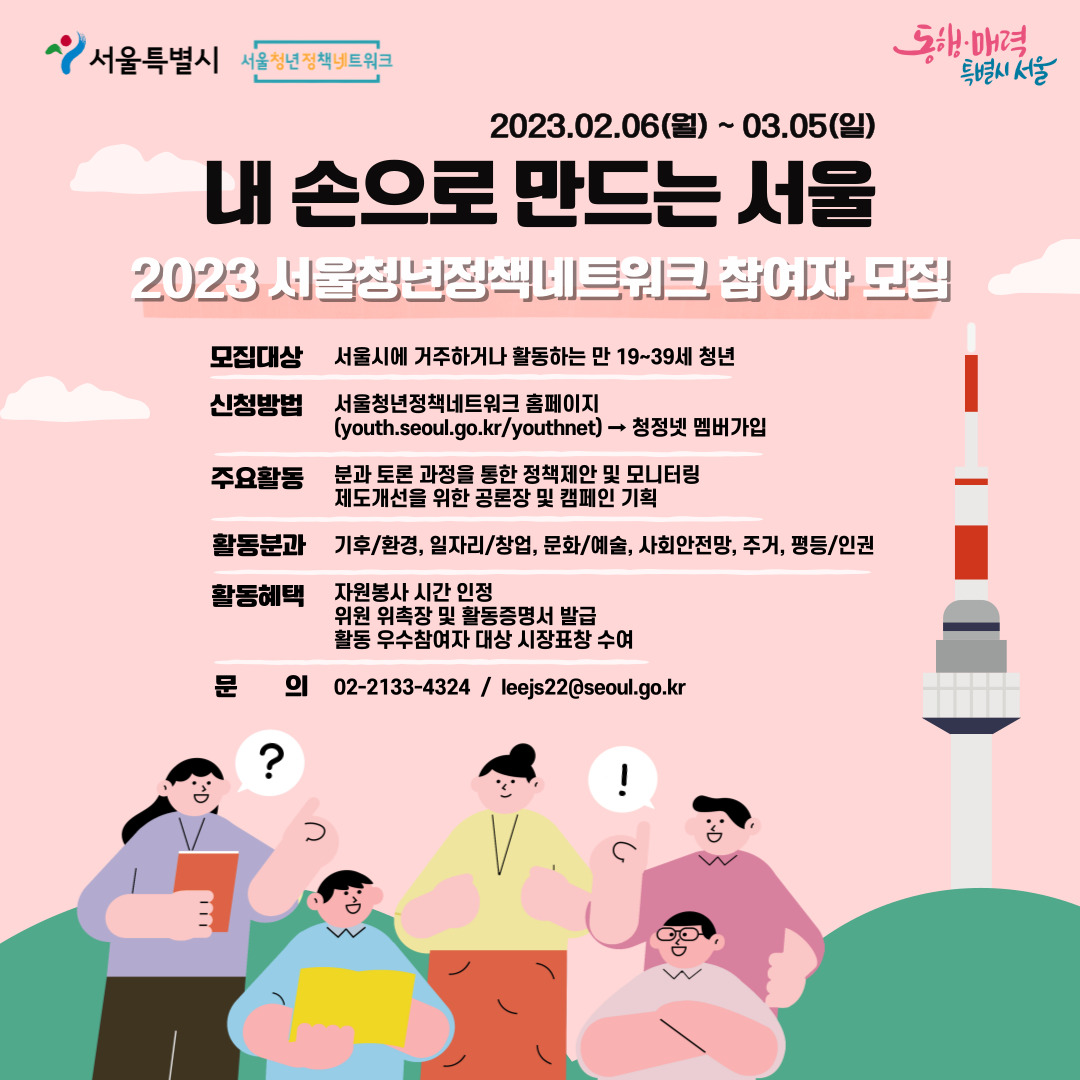 서울특별시
서울청년정책네트워크
동행·매력
특별시 서울
2023.02.06(월) ~ 03.05(일)
내 손으로 만드는 서울
2023 서울청년정책네트워크 참여자 모집
모집대상 서울시에 거주하거나 활동하는 만 19~39세 청년
신청방법 서울청년정책네트워크 홈페이지
(youth.seoul.go.kr/youthnet) → 청정넷 멤버가입
주요활동 분과 토론 과정을 통한 정책제안 및 모니터링
제도개선을 위한 공론장 및 캠페인 기획
활동분과 기후/환경, 일자리/창업, 문화/예술, 사회안전망, 주거, 평등/인권
활동혜택 자원봉사 시간 인정
위원 위촉장 및 활동증명서 발급
활동 우수참여자 대상 시장표창 수여
문 의 02-2133-4324 / leejs22@seoul.go.kr
?
!